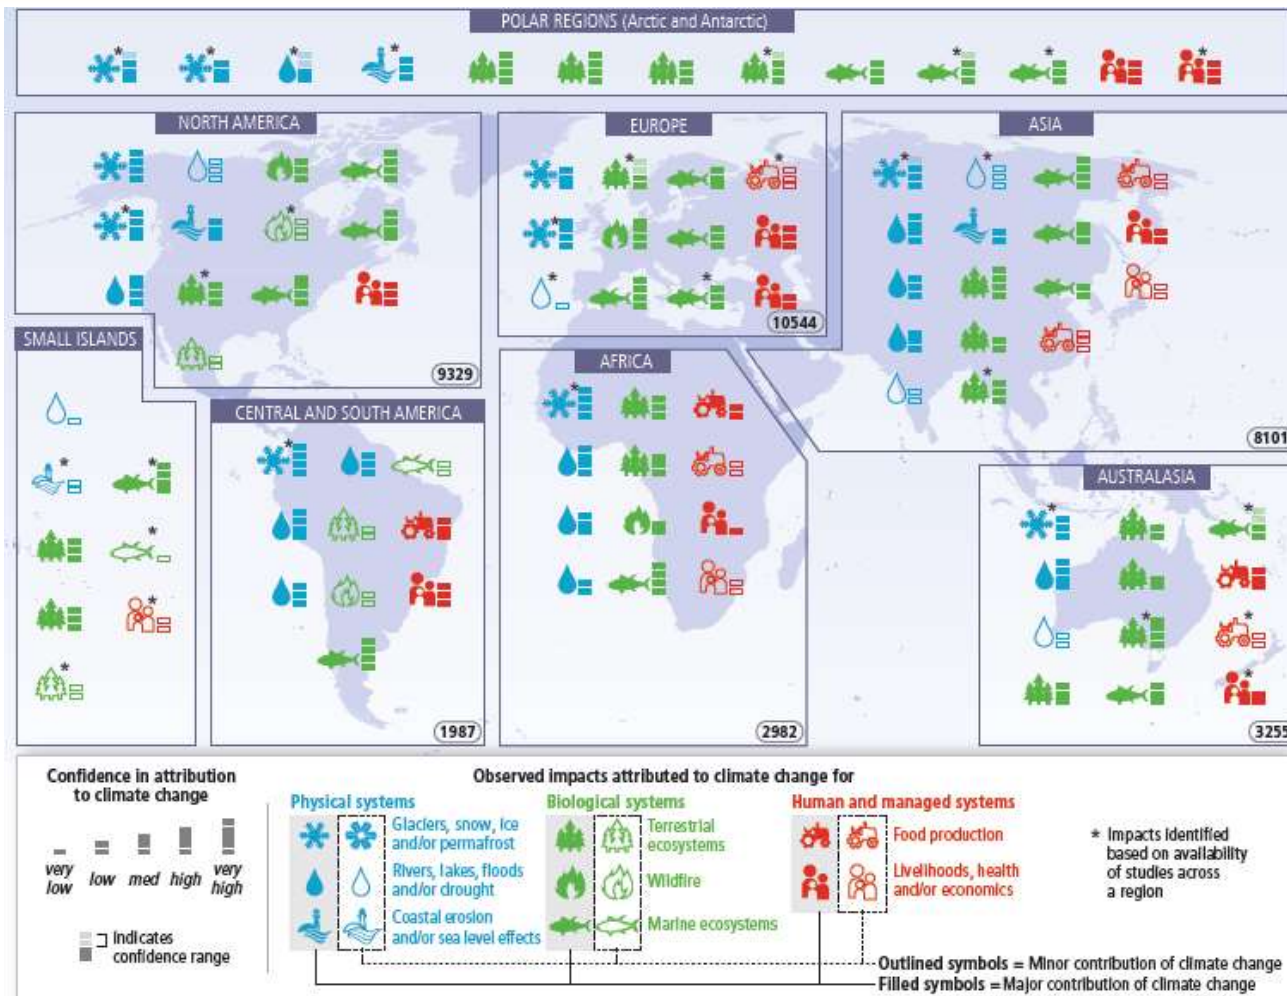 POLAR REGIONS (Arctic and Antarctic)
NORTH AMERICA
EUROPE
ASIA
10544
SMALL ISLANDS
9329
AFRICA
CENTRAL AND SOUTH AMERICA
8101
AUSTRALASIA
1987
2982
3255
Confidence in attribution
to climate change
very
low
low
med
high
very
high
Indicates
confidence range
Observed impacts attributed to climate change for
Physical systems
Glaciers, snow, ice
and/or permafrost
Rivers, lakes, floods
and/or drought
Coastal erosion
and/or sea level effects
Biological systems
Terrestrial
ecosystems
Wildfire
Marine ecosystems
Human and managed systems
Food production
Livelihoods, health
and/or economics
* Impacts identified
based on availability
of studies across
a region
Outlined symbols = Minor contribution of climate change
Filled symbols = Major contribution of climate change